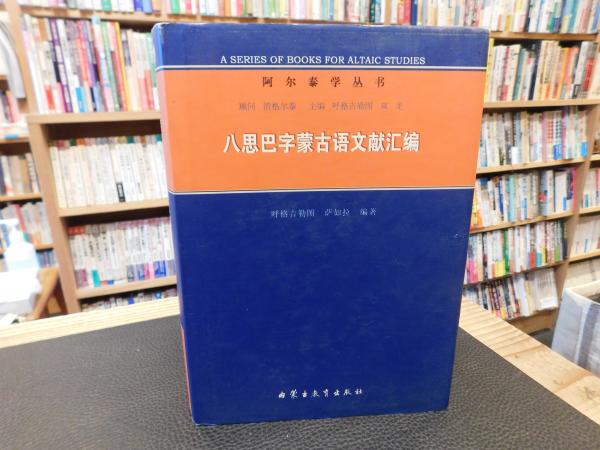 A SERIES OF BOOKS FOR ALTAIC STUDIES
阿尔泰学丛书
顾问 清格尔泰 主编 呼格吉勒图 双龙
八思巴字蒙古语文献汇编
呼格吉勒图 萨如拉 编著
内蒙古教育出版社